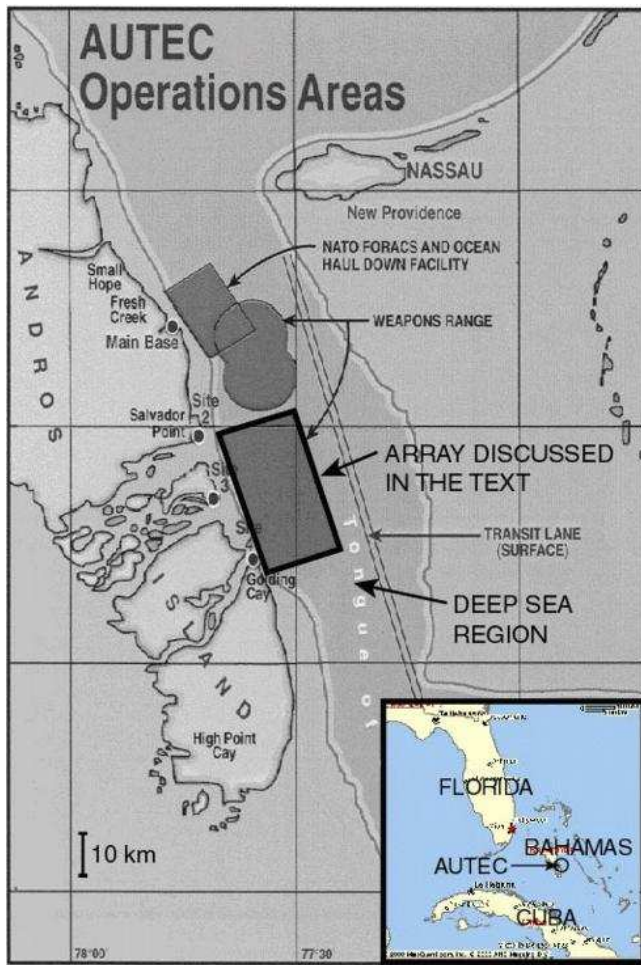 AUTEC
Operations Areas
NASSAU
New Providence
NATO FORACS AND OCEAN
HAUL DOWN FACILITY
Small
Hope
Fresh
Creek
Main Base
WEAPONS RANGE
ANDROS
Site
2
Salvador
Point
ARRAY DISCUSSED
IN THE TEXT
Site
3
TRANSIT LANE
(SURFACE)
Site
Golding
Cay
Tongue of
DEEP SEA
REGION
ISLAND
High Point
Cay
10 km
FLORIDA
BAHAMAS
AUTEC
CUBA
78°00'
77°30'